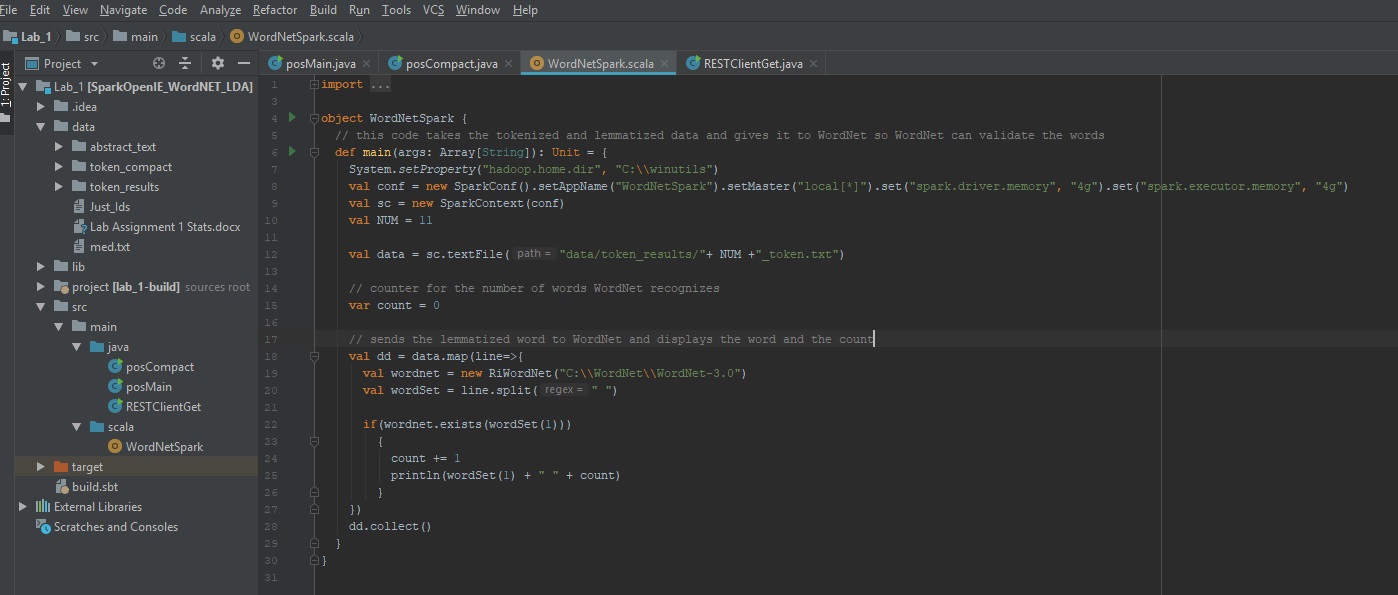 File Edit View Navigate Code Analyze Refactor Build Run Tools VCS Window Help
Lab_1 src main scala WordNetSpark.scala
1: Project
Project
posMain.java posCompact.java WordNetSpark.scala RESTClientGet.java
Lab_1 [SparkOpenIE_WordNET_LDA]
.idea
data
abstract_text
token_compact
token_results
Just_Ids
Lab Assignment 1 Stats.docx
med.txt
lib
project [lab_1-build] sources root
src
main
java
posCompact
posMain
RESTClientGet
scala
WordNetSpark
target
build.sbt
External Libraries
Scratches and Consoles
1 import ...
3
4 object WordNetSpark {
5 // this code takes the tokenized and lemmatized data and gives it to WordNet so WordNet can validate the words
6 def main(args: Array[String]): Unit = {
7 System.setProperty("hadoop.home.dir", "C:\\winutils")
8 val conf = new SparkConf().setAppName("WordNetSpark").setMaster("local[*]").set("spark.driver.memory", "4g").set("spark.executor.memory", "4g")
9 val sc = new SparkContext(conf)
10 val NUM = 11
11
12 val data = sc.textFile( path = "data/token_results/"+ NUM +"_token.txt")
13
14 // counter for the number of words WordNet recognizes
15 var count = 0
16
17 // sends the lemmatized word to WordNet and displays the word and the count
18 val dd = data.map(line=>{
19 val wordnet = new RiWordNet("C:\\WordNet\\WordNet-3.0")
20 val wordSet = line.split( regex = " ")
21
22 if(wordnet.exists(wordSet(1)))
23 {
24 count += 1
25 println(wordSet(1) + " " + count)
26 }
27 })
28 dd.collect()
29 }
30 }
31